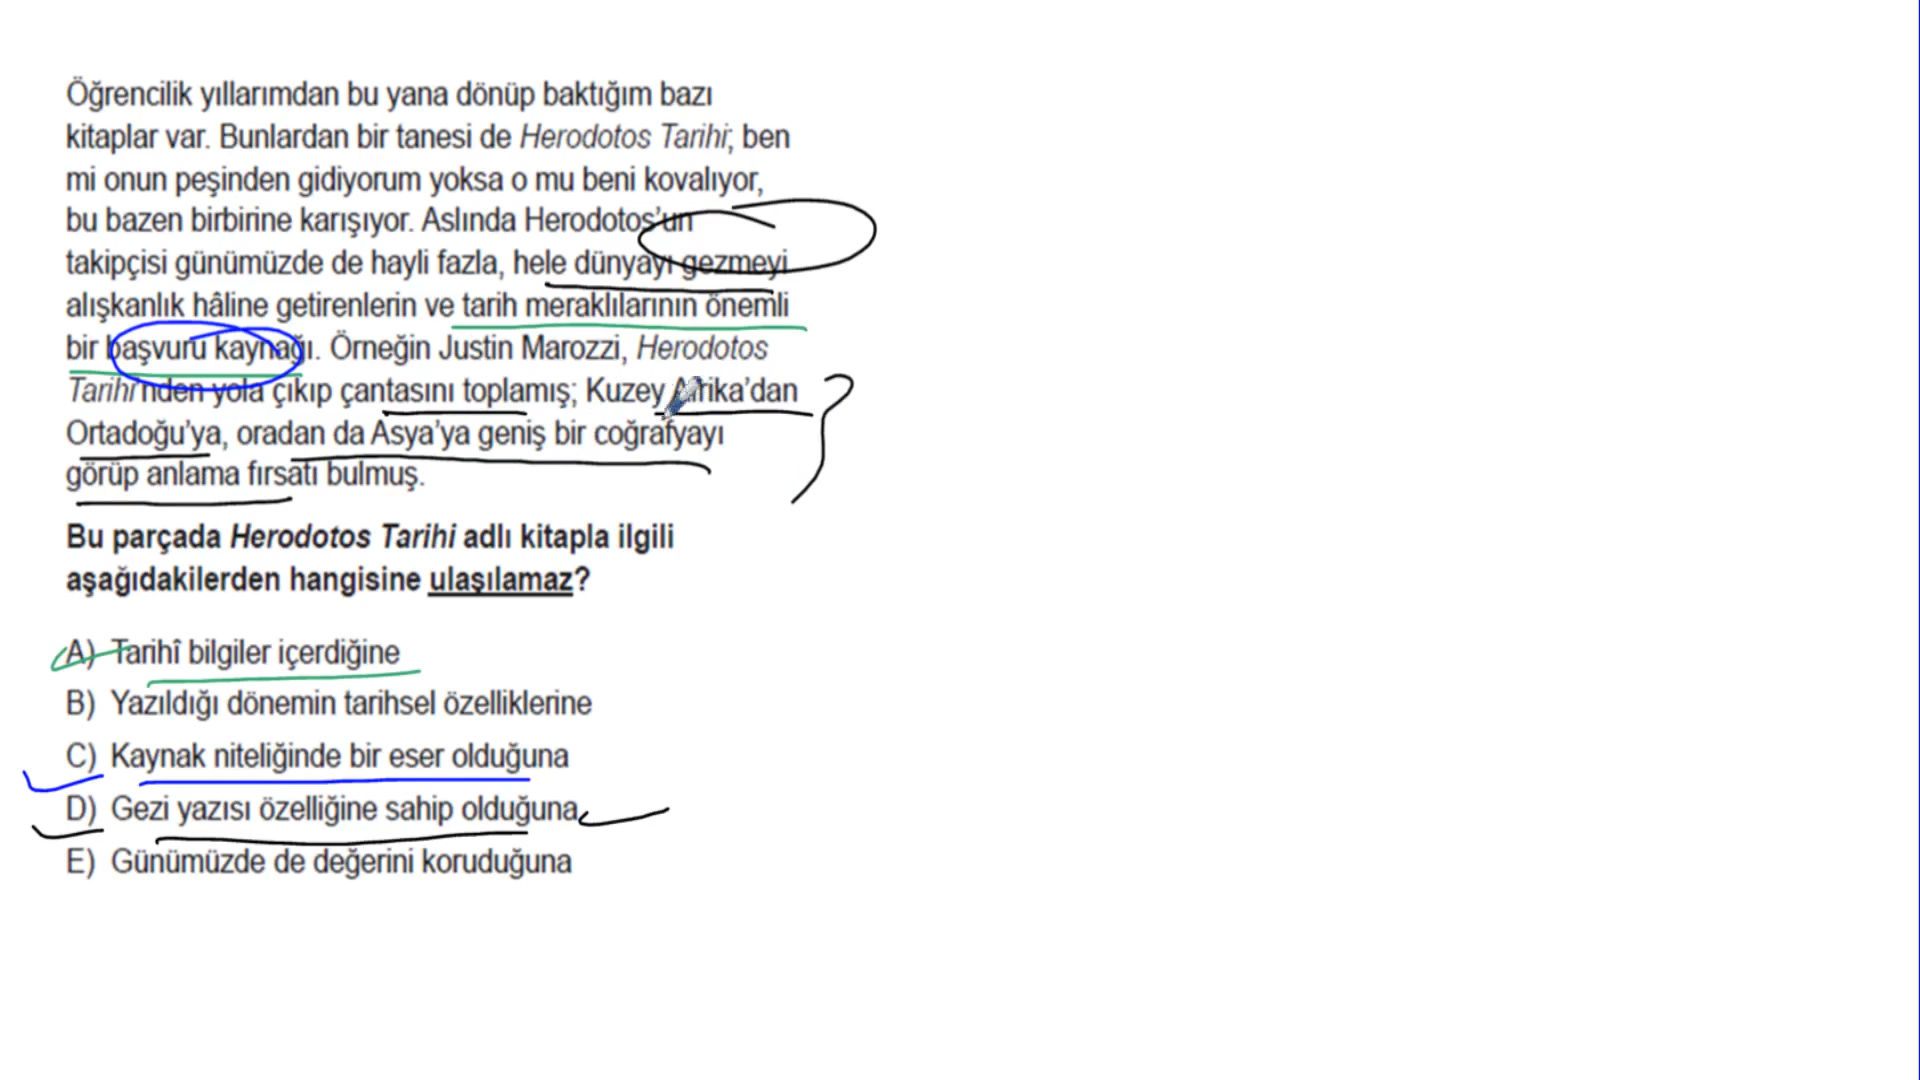 Öğrencilik yıllarımdan bu yana dönüp baktığım bazı
kitaplar var. Bunlardan bir tanesi de Herodotos Tarihi; ben
mi onun peşinden gidiyorum yoksa o mu beni kovalıyor,
bu bazen birbirine karışıyor. Aslında Herodotos’un
takipçisi günümüzde de hayli fazla, hele dünyayı gezmeyi
alışkanlık hâline getirenlerin ve tarih meraklılarının önemli
bir başvuru kaynağı. Örneğin Justin Marozzi, Herodotos
Tarihi’nden yola çıkıp çantasını toplamış; Kuzey Afrika’dan
Ortadoğu’ya, oradan da Asya’ya geniş bir coğrafyayı
görüp anlama fırsatı bulmuş.
Bu parçada Herodotos Tarihi adlı kitapla ilgili
aşağıdakilerden hangisine ulaşılamaz?
A) Tarihî bilgiler içerdiğine
B) Yazıldığı dönemin tarihsel özelliklerine
C) Kaynak niteliğinde bir eser olduğuna
D) Gezi yazısı özelliğine sahip olduğuna
E) Günümüzde de değerini koruduğuna